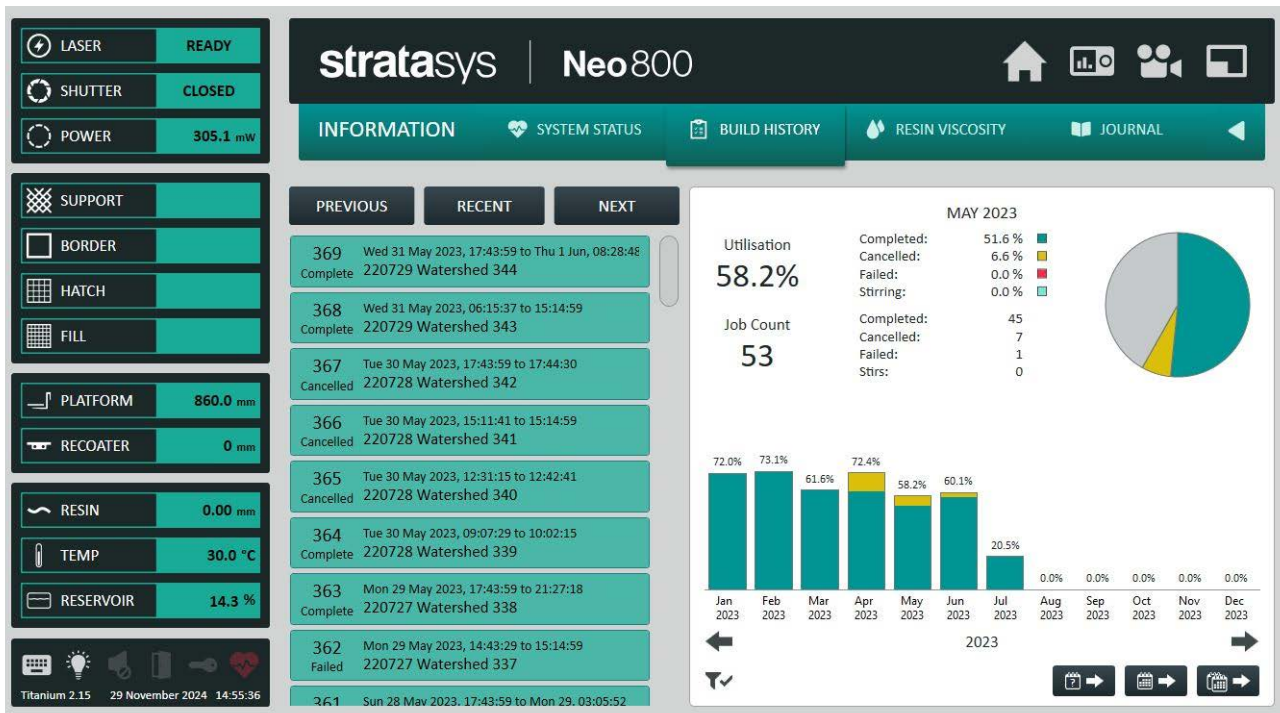 LASER READY
SHUTTER CLOSED
POWER 305.1 mW
SUPPORT
BORDER
HATCH
FILL
PLATFORM 860.0 mm
RECOATER 0 mm
RESIN 0.00 mm
TEMP 30.0 °C
RESERVOIR 14.3 %
Titanium 2.15 29 November 2024 14:55:36
stratasys Neo800
INFORMATION SYSTEM STATUS BUILD HISTORY RESIN VISCOSITY JOURNAL
PREVIOUS RECENT NEXT
369 Wed 31 May 2023, 17:43:59 to Thu 1 Jun, 08:28:48
Complete 220729 Watershed 344
368 Wed 31 May 2023, 06:15:37 to 15:14:59
Complete 220729 Watershed 343
367 Tue 30 May 2023, 17:43:59 to 17:44:30
Cancelled 220728 Watershed 342
366 Tue 30 May 2023, 15:11:41 to 15:14:59
Cancelled 220728 Watershed 341
365 Tue 30 May 2023, 12:31:15 to 12:42:41
Cancelled 220728 Watershed 340
364 Tue 30 May 2023, 09:07:29 to 10:02:15
Complete 220728 Watershed 339
363 Mon 29 May 2023, 17:43:59 to 21:27:18
Complete 220727 Watershed 338
362 Mon 29 May 2023, 14:43:29 to 15:14:59
Failed 220727 Watershed 337
361 Sun 28 May 2023, 17:43:59 to Mon 29, 03:05:52
MAY 2023
Utilisation
58.2%
Job Count
53
Completed: 51.6 %
Cancelled: 6.6 %
Failed: 0.0 %
Stirring: 0.0 %
Completed: 45
Cancelled: 7
Failed: 1
Stirs: 0
72.0% 73.1% 61.6% 72.4% 58.2% 60.1% 20.5% 0.0% 0.0% 0.0% 0.0% 0.0%
Jan Feb Mar Apr May Jun Jul Aug Sep Oct Nov Dec
2023 2023 2023 2023 2023 2023 2023 2023 2023 2023 2023 2023
2023